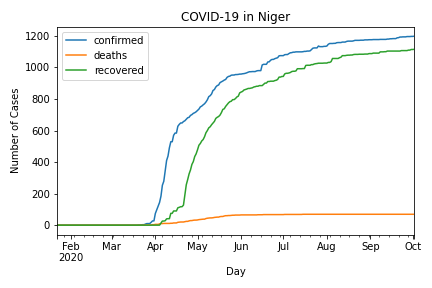 COVID-19 in Niger
confirmed
deaths
recovered
Number of Cases
1200
1000
800
600
400
200
0
Feb Mar Apr May Jun Jul Aug Sep Oct
2020
Day